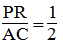 PR/AC = 1/2